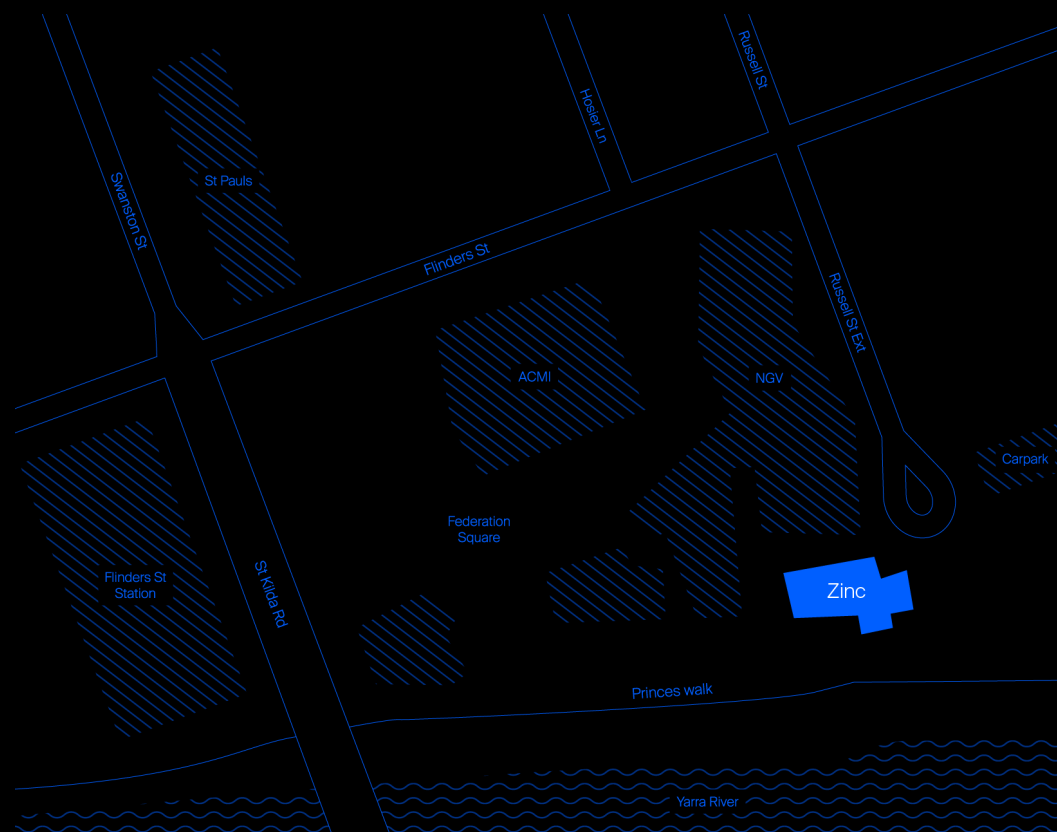 Russell St
Hosier Ln
Swanston St
St Pauls
Flinders St
Russell St Ext
ACMI
NGV
Carpark
Federation
Square
Flinders St
Station
St Kilda Rd
Zinc
Princes walk
Yarra River